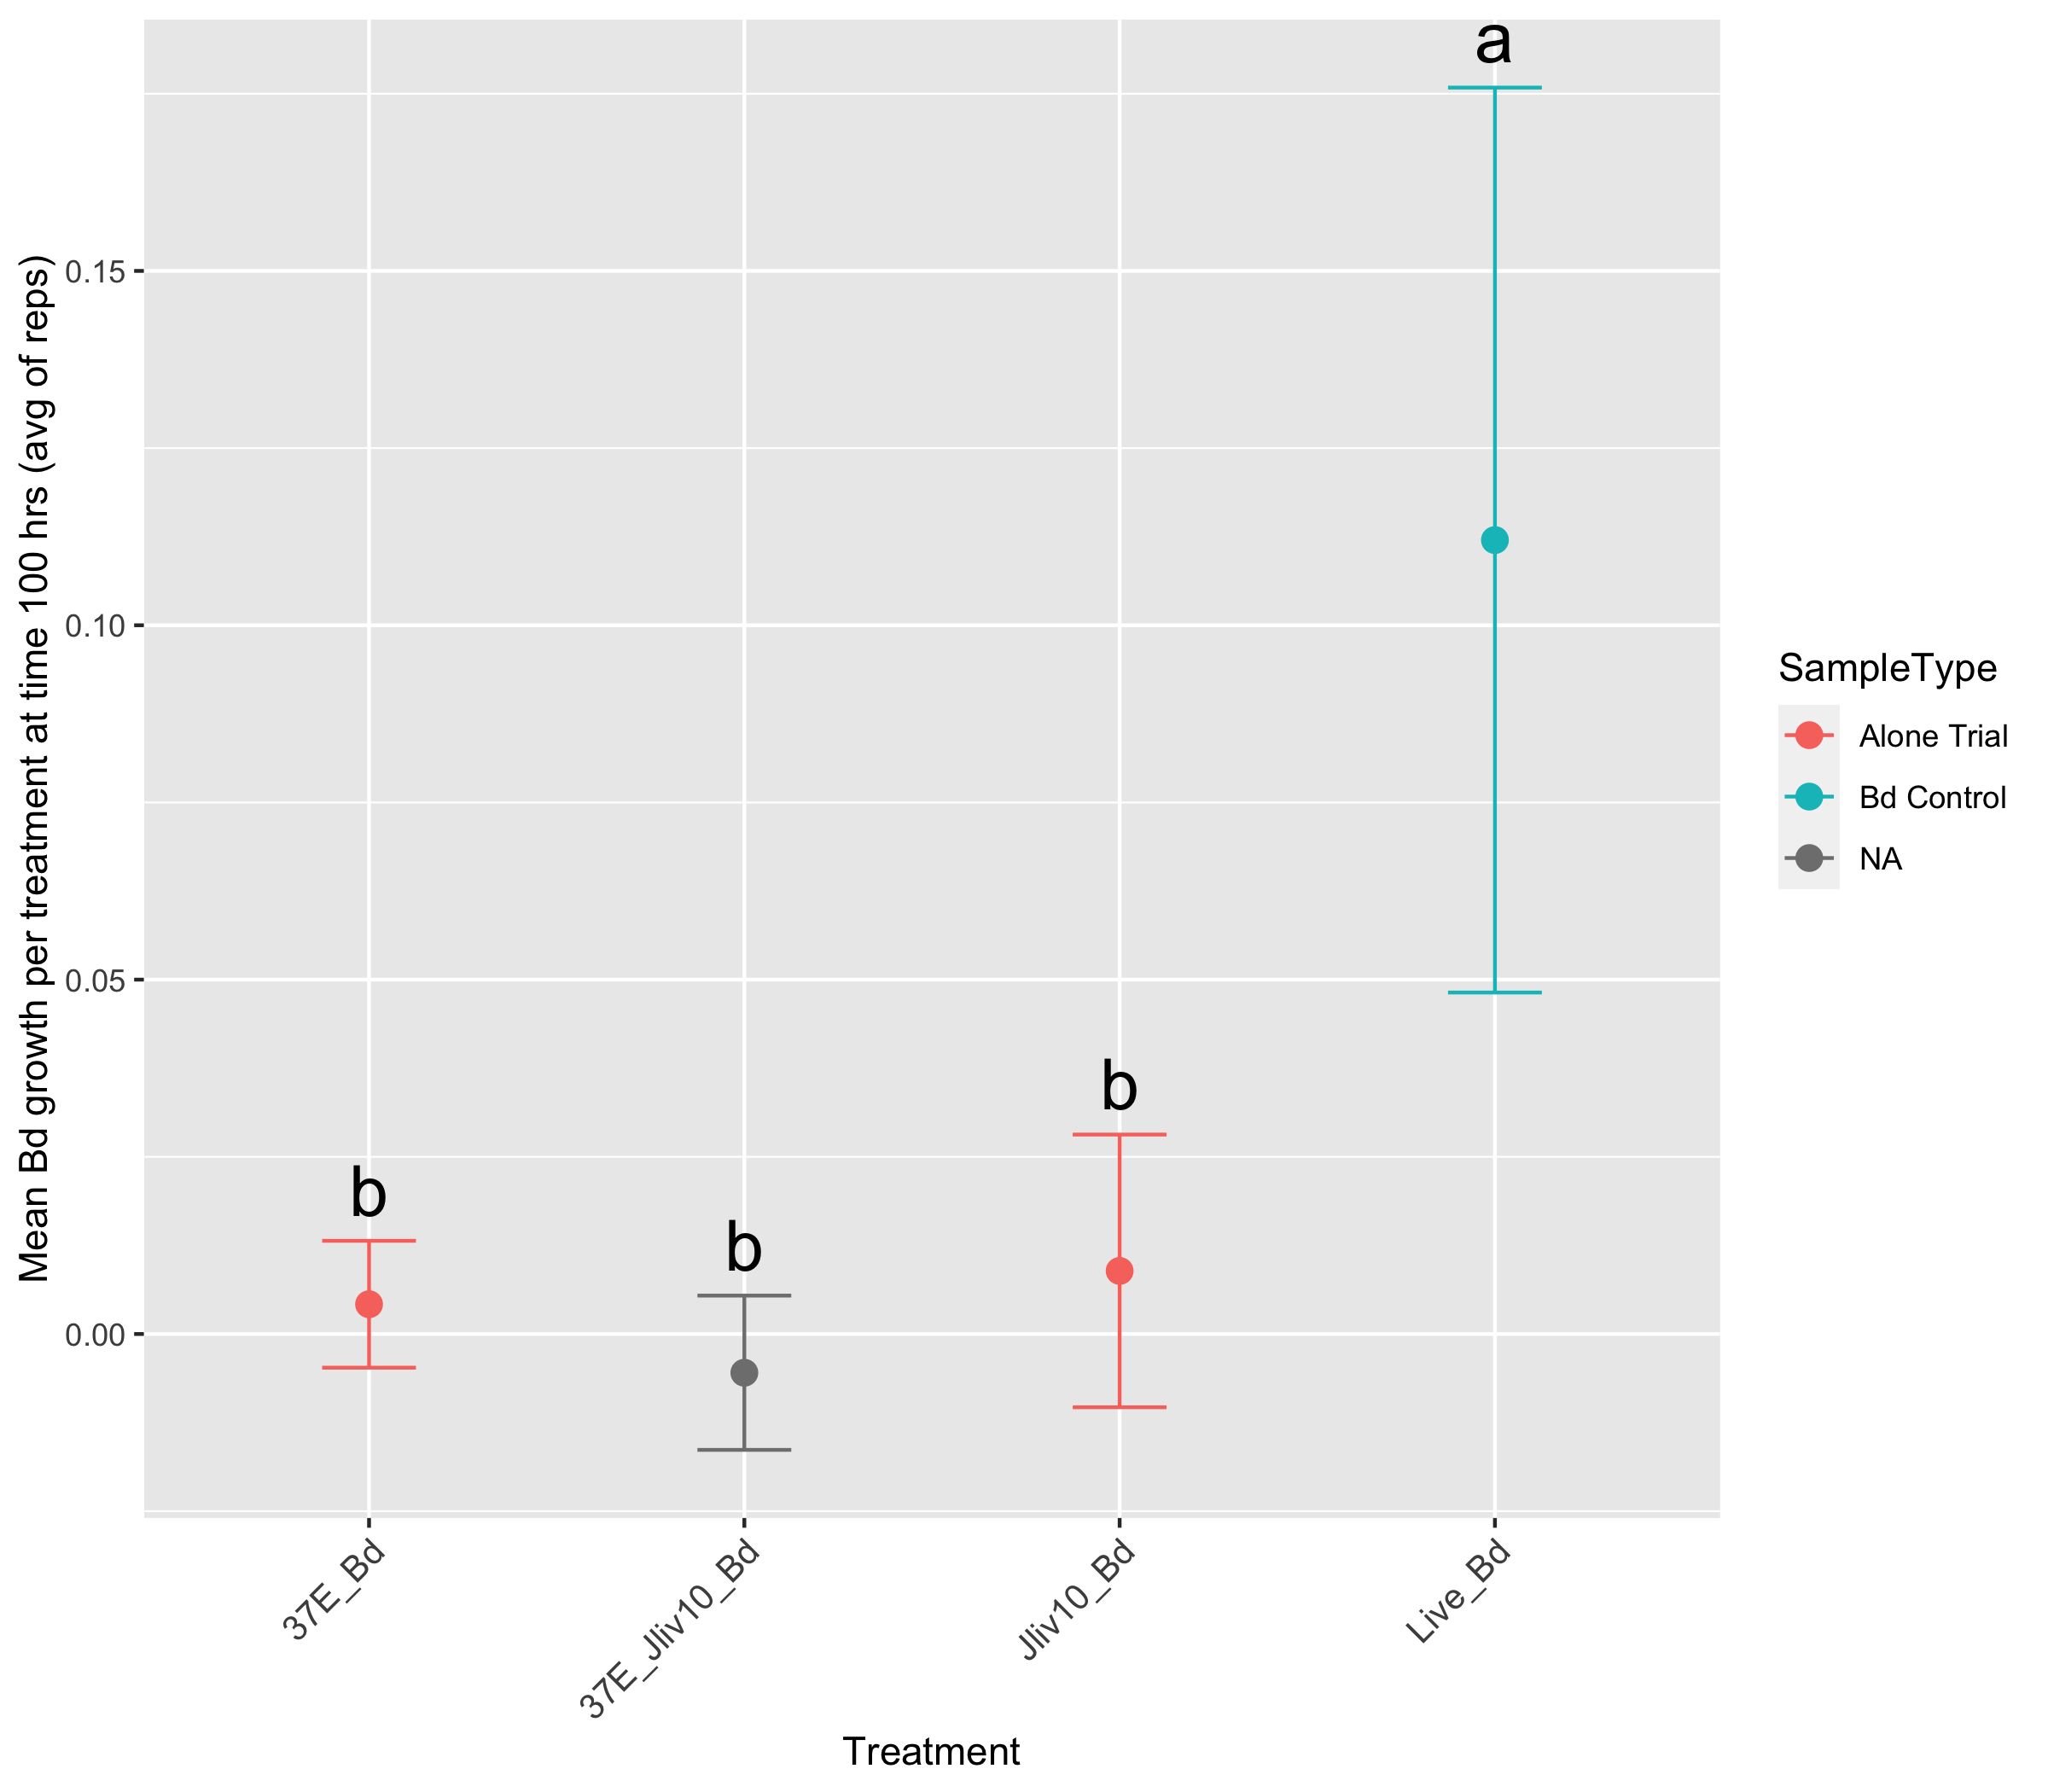 Mean Bd growth per treatment at time 100 hrs (avg of reps)
0.15
0.10
0.05
0.00
a
b
b
b
37E_Bd
37E_Jliv10_Bd
Jliv10_Bd
Live_Bd
Treatment
SampleType
Alone Trial
Bd Control
NA